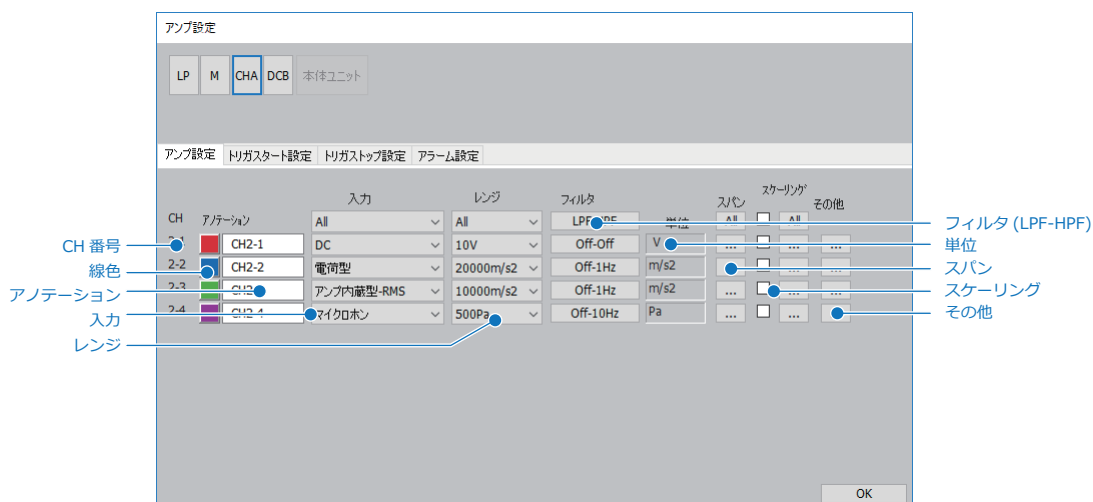 アンプ設定
LP M CHA DCB 本体ユニット
アンプ設定 トリガスタート設定 トリガストップ設定 アラーム設定
入力 レンジ フィルタ スパン スケーリング その他
CH アノテーション All All LPF-HPF 単位 All All
CH2-1 DC 10V Off-Off V ... ... ...
2-2 CH2-2 電荷型 20000m/s2 Off-1Hz m/s2 ...
2-3 アンプ内蔵型-RMS 10000m/s2 Off-1Hz m/s2 ... ...
2-4 CH2-4 マイクロホン 500Pa Off-10Hz Pa ... ...
CH 番号
線色
アノテーション
入力
レンジ
フィルタ (LPF-HPF)
単位
スパン
スケーリング
その他
OK